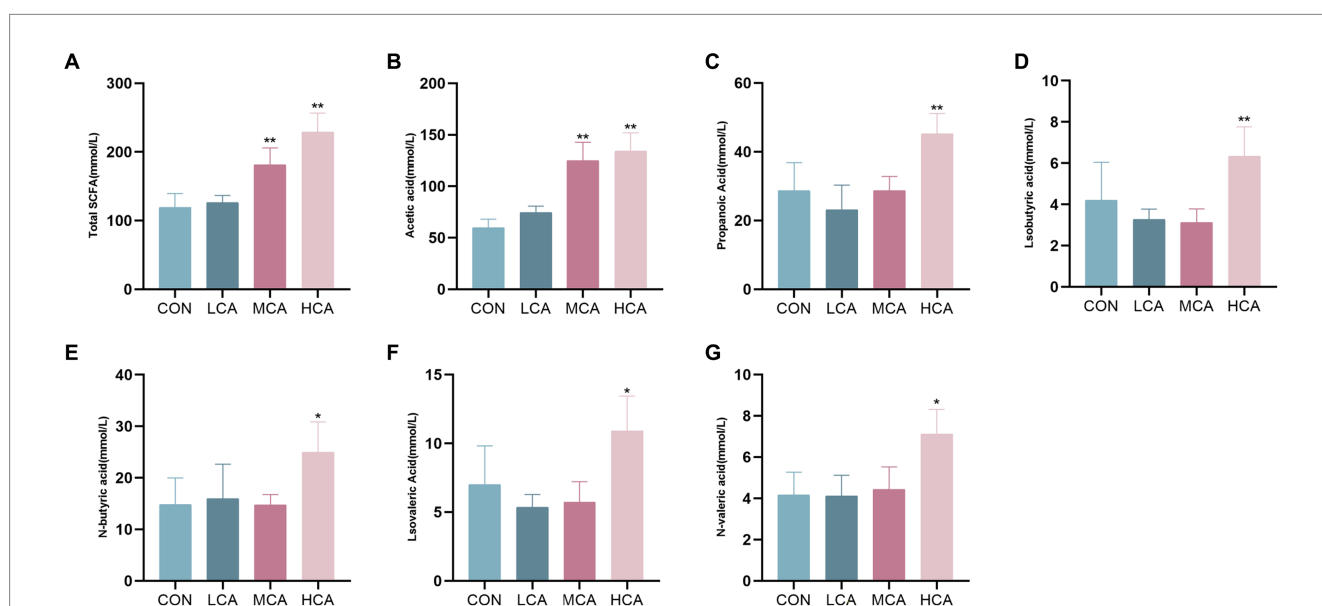 A
Total SCFA(mmol/L)
300
200
100
0
**
**
CON LCA MCA HCA
B
Acetic acid(mmol/L)
200
150
100
50
0
**
**
CON LCA MCA HCA
C
Propanoic Acid(mmol/L)
60
40
20
0
**
CON LCA MCA HCA
D
Lsobutyric acid(mmol/L)
10
8
6
4
2
0
**
CON LCA MCA HCA
E
N-butyric acid(mmol/L)
40
30
20
10
0
*
CON LCA MCA HCA
F
Lsovaleric acid(mmol/L)
15
10
5
0
*
CON LCA MCA HCA
G
N-valeric acid(mmol/L)
10
8
6
4
2
0
*
CON LCA MCA HCA